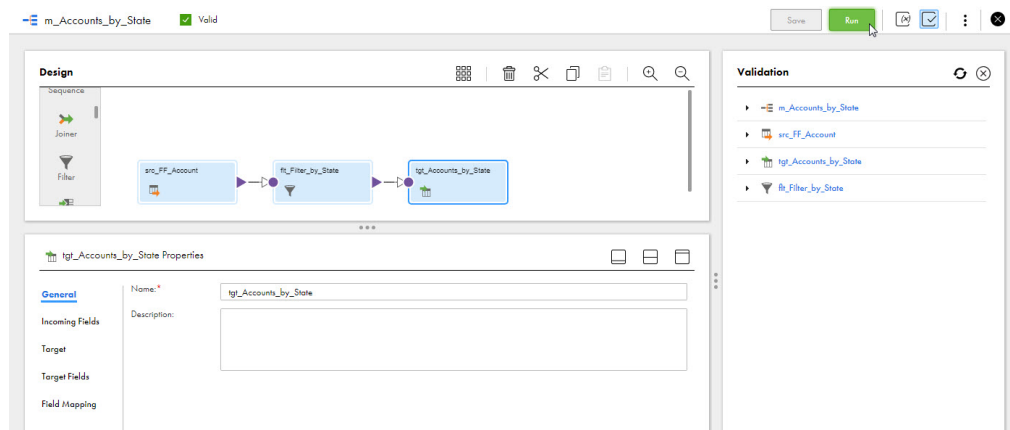 m_Accounts_by_State
Valid
Save
Run
Design
Sequence
Joiner
Filter
src_FF_Account
flt_Filter_by_State
tgt_Accounts_by_State
Validation
m_Accounts_by_State
src_FF_Account
tgt_Accounts_by_State
flt_Filter_by_State
tgt_Accounts_by_State Properties
General
Incoming Fields
Target
Target Fields
Field Mapping
Name:*
tgt_Accounts_by_State
Description: